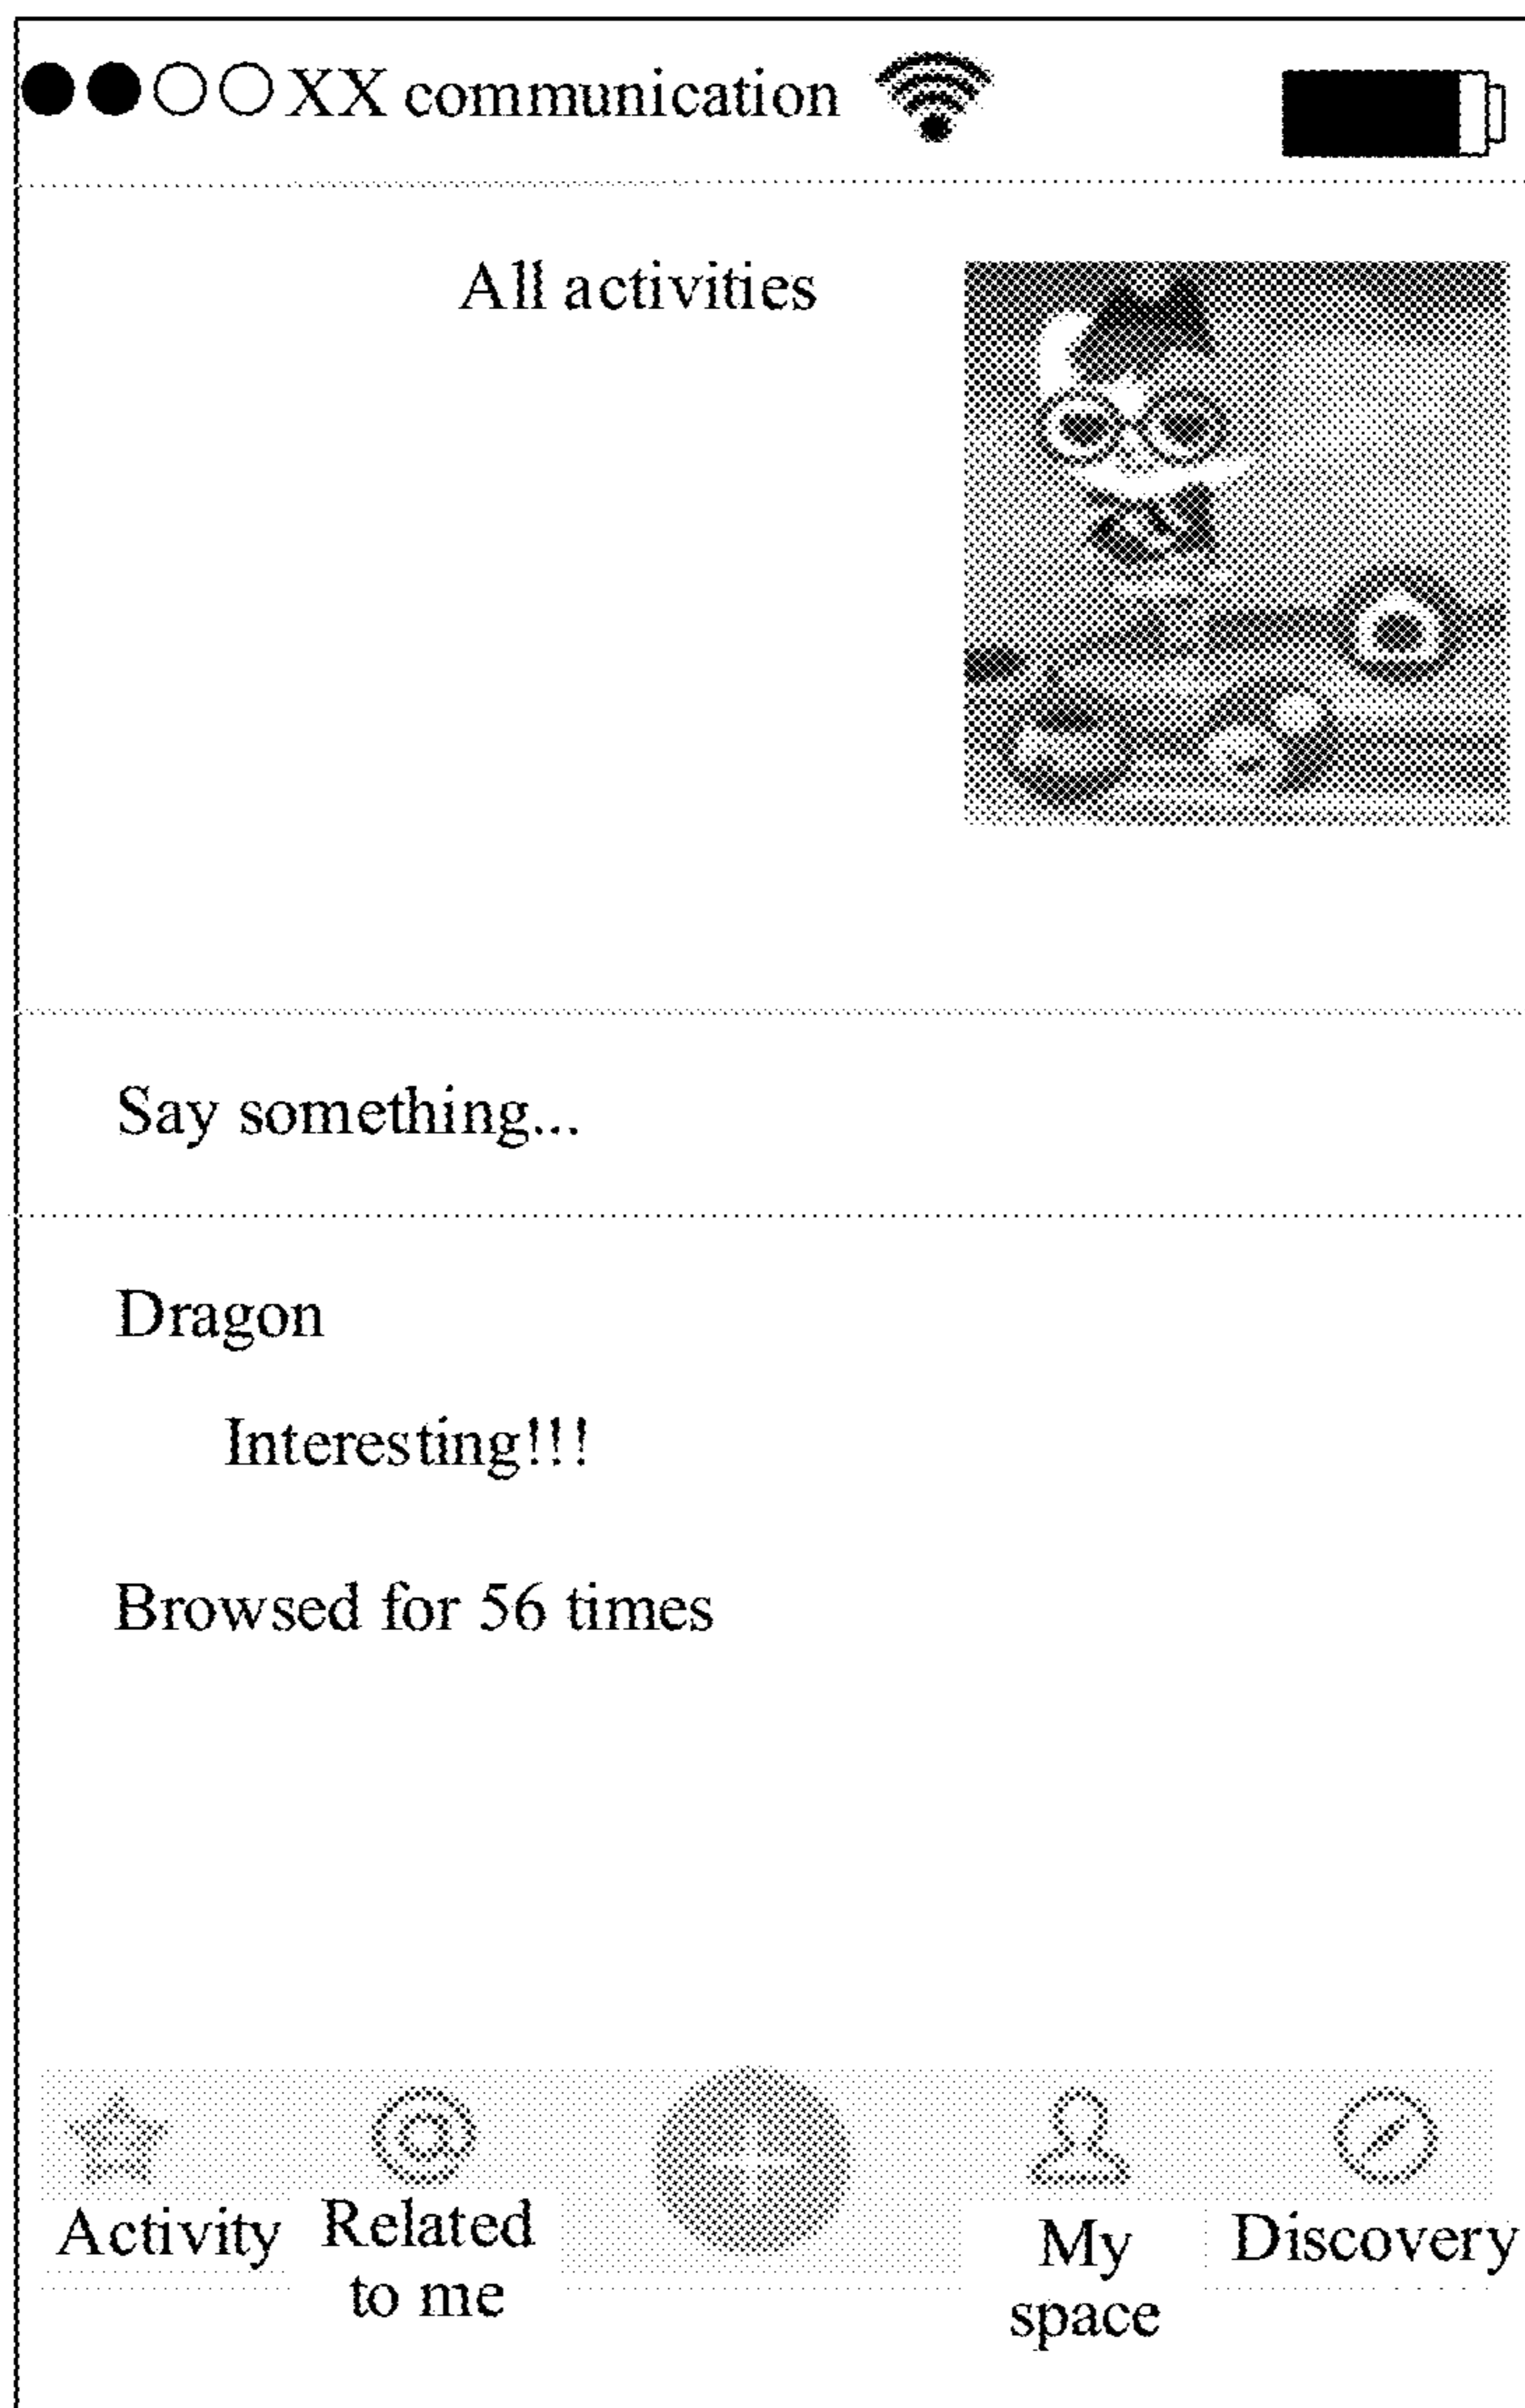 XX communication
All activities
Say something...
Dragon
Interesting!!!
Browsed for 56 times
Activity
Related
to me
My
space
Discovery